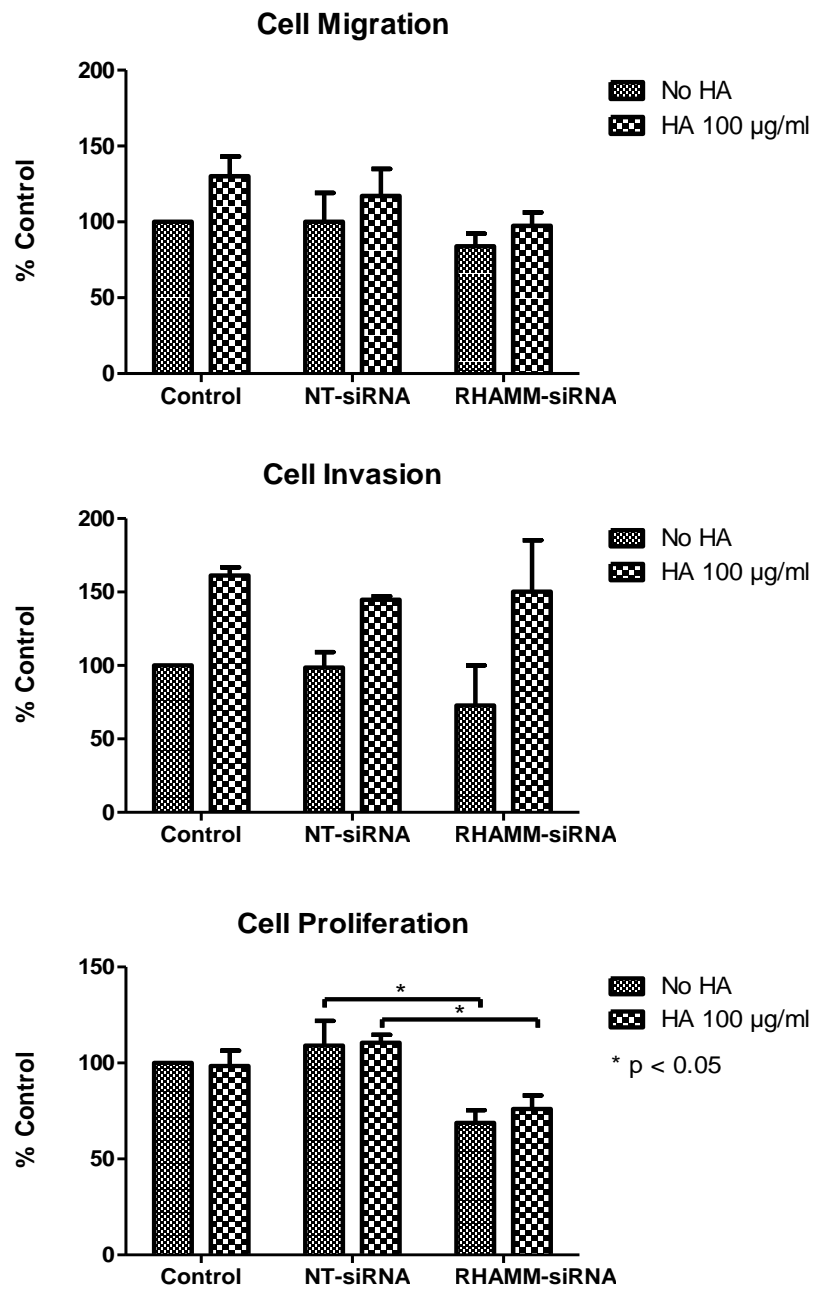 Cell Migration
200
150
100
50
0
% Control
Control NT-siRNA RHAMM-siRNA
No HA
HA 100 µg/ml
Cell Invasion
200
150
100
50
0
% Control
Control NT-siRNA RHAMM-siRNA
No HA
HA 100 µg/ml
Cell Proliferation
150
100
50
0
% Control
*
*
Control NT-siRNA RHAMM-siRNA
No HA
HA 100 µg/ml
* p < 0.05